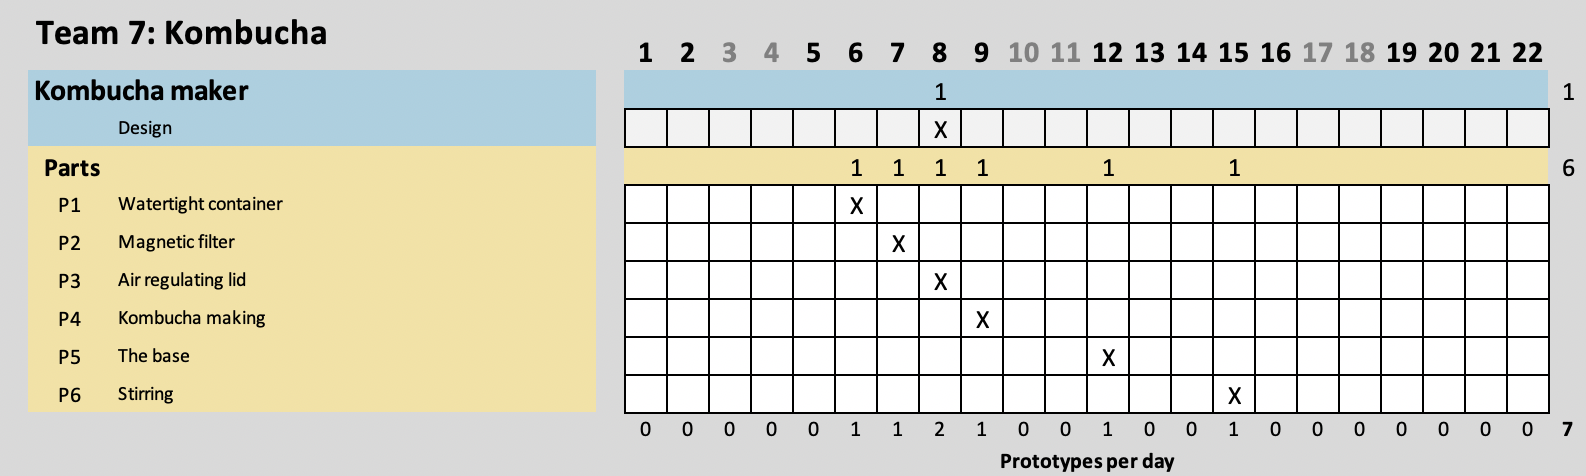 Team 7: Kombucha
1 2 3 4 5 6 7 8 9 10 11 12 13 14 15 16 17 18 19 20 21 22
Kombucha maker 1 1
Design X
Parts 1 1 1 1 1 1 6
P1 Watertight container X
P2 Magnetic filter X
P3 Air regulating lid X
P4 Kombucha making X
P5 The base X
P6 Stirring X
0 0 0 0 0 1 1 2 1 0 0 1 0 0 1 0 0 0 0 0 0 0 7
Prototypes per day